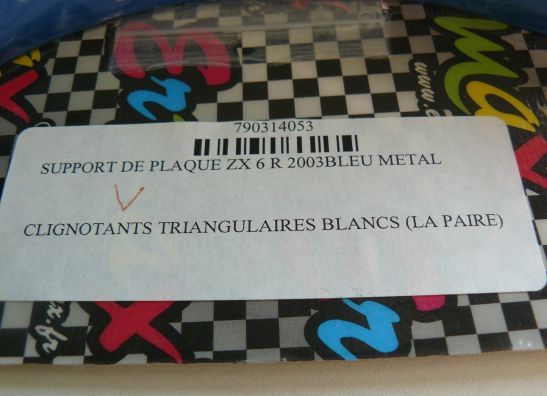 790314053
SUPPORT DE PLAQUE ZX 6 R 2003BLEU METAL
CLIGNOTANTS TRIANGULAIRES BLANCS (LA PAIRE)